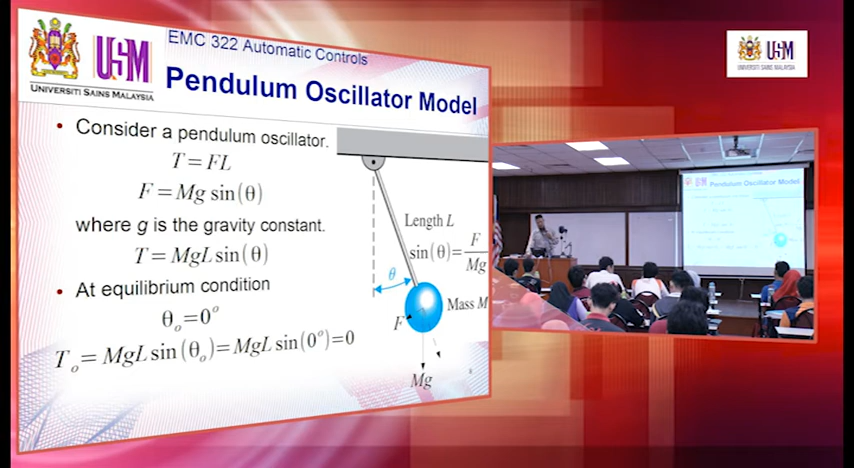 USM
UNIVERSITI SAINS MALAYSIA
EMC 322 Automatic Controls
Pendulum Oscillator Model
• Consider a pendulum oscillator.
T = FL
F = Mg sin(θ)
where g is the gravity constant.
T = MgL sin(θ)
• At equilibrium condition
θₒ=0°
Tₒ = MgL sin(θₒ)=MgL sin(0°)=0
Length L
sin(θ)=F/Mg
θ
Mass M
F
Mg
USM
UNIVERSITI SAINS MALAYSIA
USM
Pendulum Oscillator Model